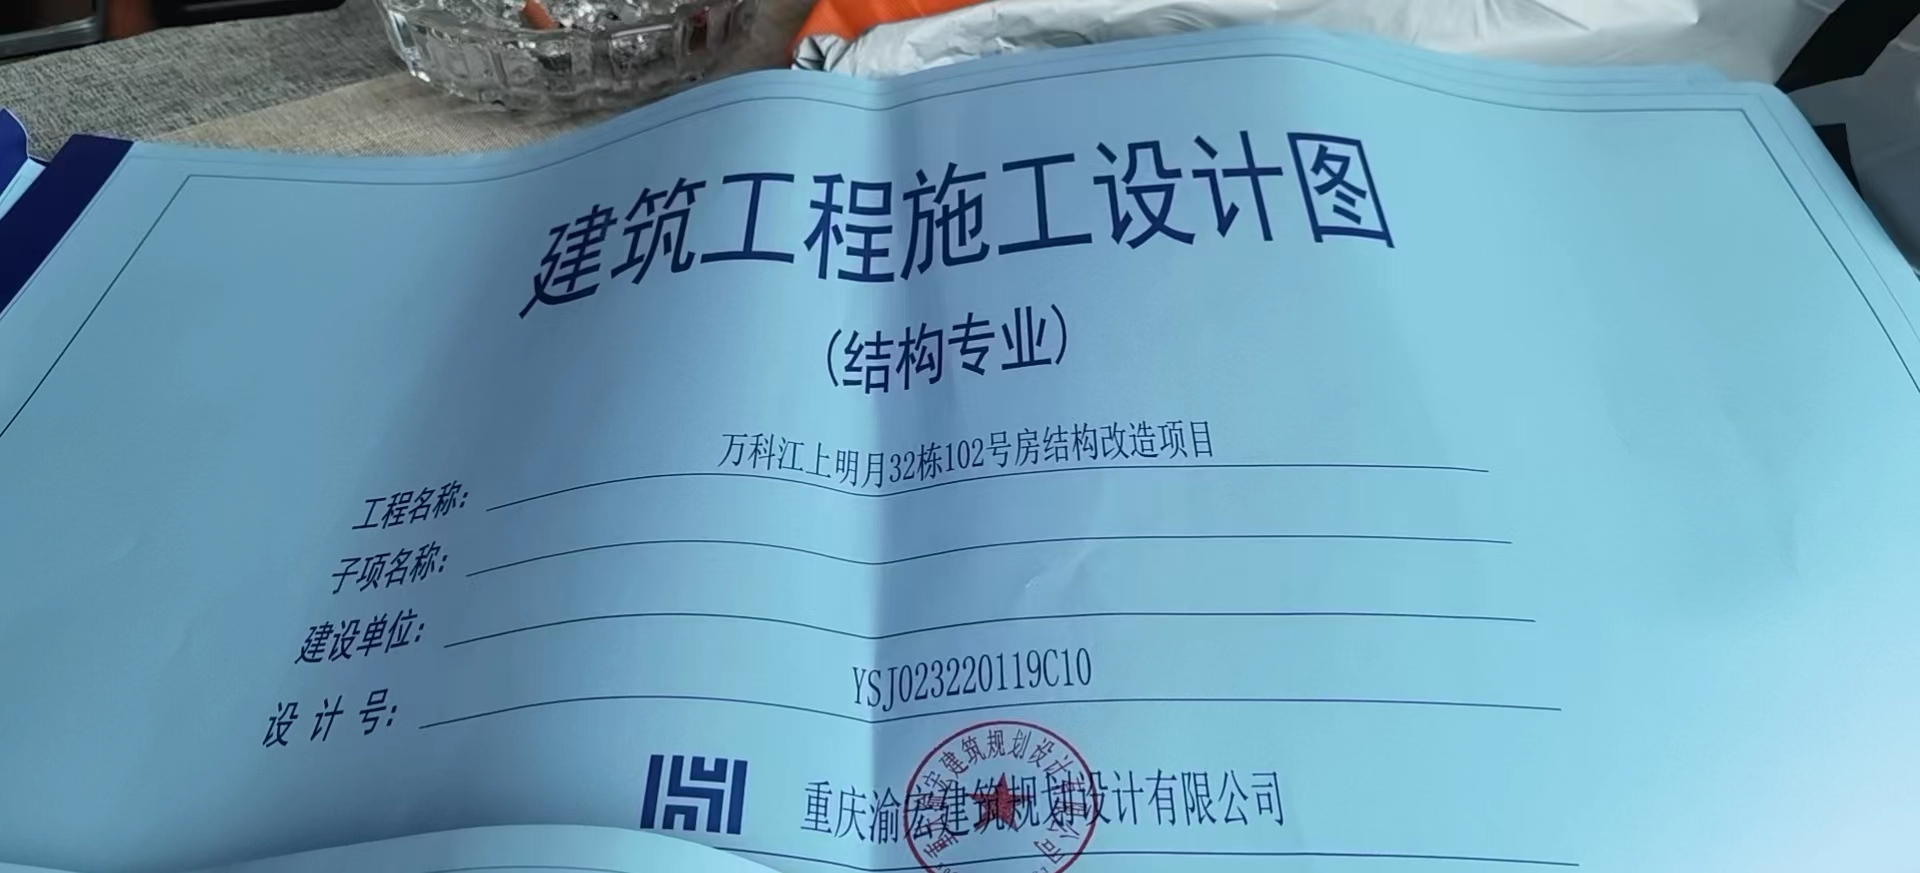 建筑工程施工设计图
(结构专业)
工程名称: 万科江上明月32栋102号房结构改造项目
子项名称:
建设单位:
设计号: YSJ023220119C10
重庆渝宏建筑规划设计有限公司